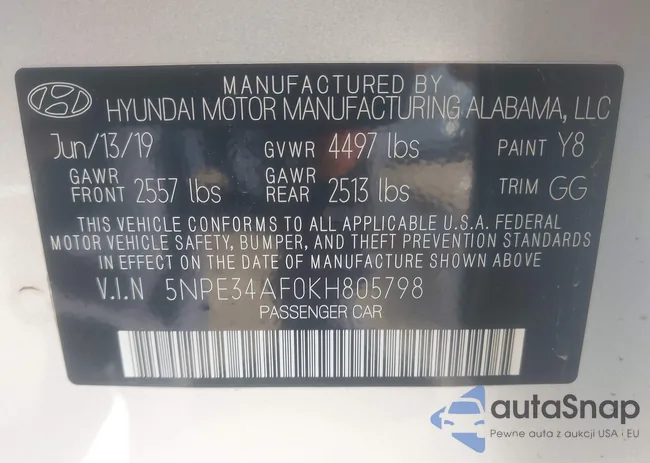 MANUFACTURED BY
HYUNDAI MOTOR MANUFACTURING ALABAMA, LLC
Jun/13/19 GVWR 4497 lbs PAINT Y8
GAWR FRONT 2557 lbs GAWR REAR 2513 lbs TRIM GG
THIS VEHICLE CONFORMS TO ALL APPLICABLE U.S.A. FEDERAL
MOTOR VEHICLE SAFETY, BUMPER, AND THEFT PREVENTION STANDARDS
IN EFFECT ON THE DATE OF MANUFACTURE SHOWN ABOVE
V.I.N 5NPE34AF0KH805798
PASSENGER CAR
autaSnap
Pewne auta z aukcji USA i EU